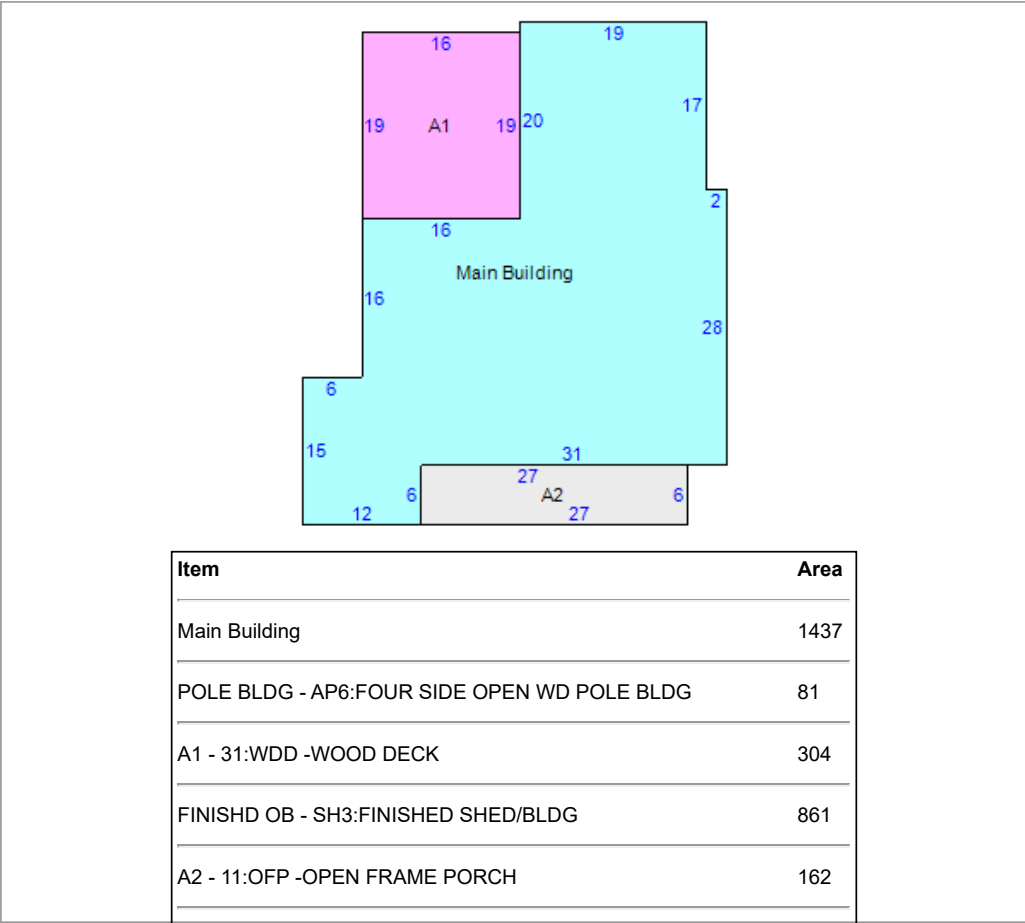 16
19
19
A1
19
20
17
16
2
Main Building
16
28
6
15
31
27
6
A2
6
12
27
Item Area
Main Building 1437
POLE BLDG - AP6:FOUR SIDE OPEN WD POLE BLDG 81
A1 - 31:WDD -WOOD DECK 304
FINISHD OB - SH3:FINISHED SHED/BLDG 861
A2 - 11:OFP -OPEN FRAME PORCH 162